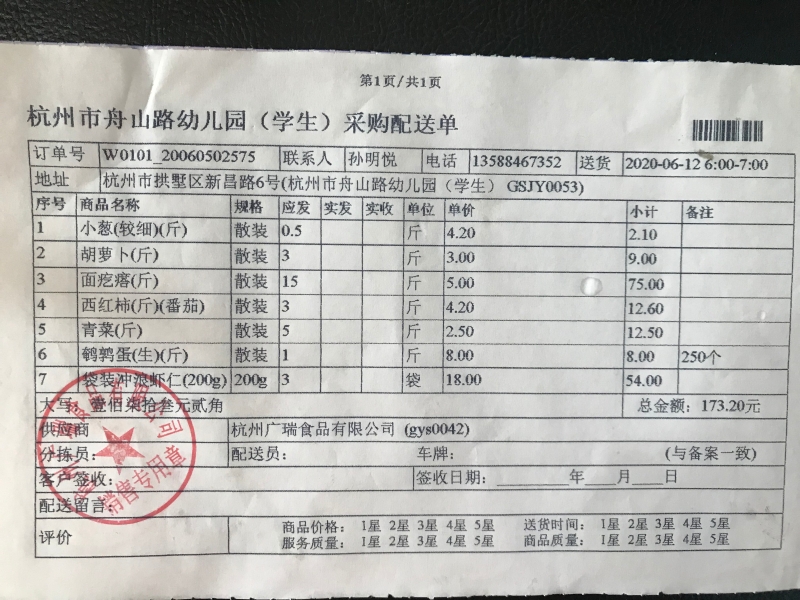 第1页/共1页
杭州市舟山路幼儿园（学生）采购配送单
订单号 W0101_20060502575 联系人 孙明悦 电话 13588467352 送货 2020-06-12 6:00-7:00
地址 杭州市拱墅区新昌路6号(杭州市舟山路幼儿园（学生）GSJY0053)
序号 商品名称 规格 应发 实发 实收 单位 单价 小计 备注
1 小葱(较细)(斤) 散装 0.5 斤 4.20 2.10
2 胡萝卜(斤) 散装 3 斤 3.00 9.00
3 面疙瘩(斤) 散装 15 斤 5.00 75.00
4 西红柿(斤)(番茄) 散装 3 斤 4.20 12.60
5 青菜(斤) 散装 5 斤 2.50 12.50
6 鹌鹑蛋(生)(斤) 散装 1 斤 8.00 8.00 250个
7 袋装冲浪虾仁(200g) 200g 3 袋 18.00 54.00
大写 壹佰柒拾叁元贰角 总金额：173.20元
供应商 杭州广瑞食品有限公司 (gys0042)
分拣员： 配送员： 车牌： (与备案一致)
客户签收： 签收日期：________年____月____日
配送留言：
评价 商品价格： 1星 2星 3星 4星 5星 送货时间： 1星 2星 3星 4星 5星
服务质量： 1星 2星 3星 4星 5星 商品质量： 1星 2星 3星 4星 5星
销售专用章